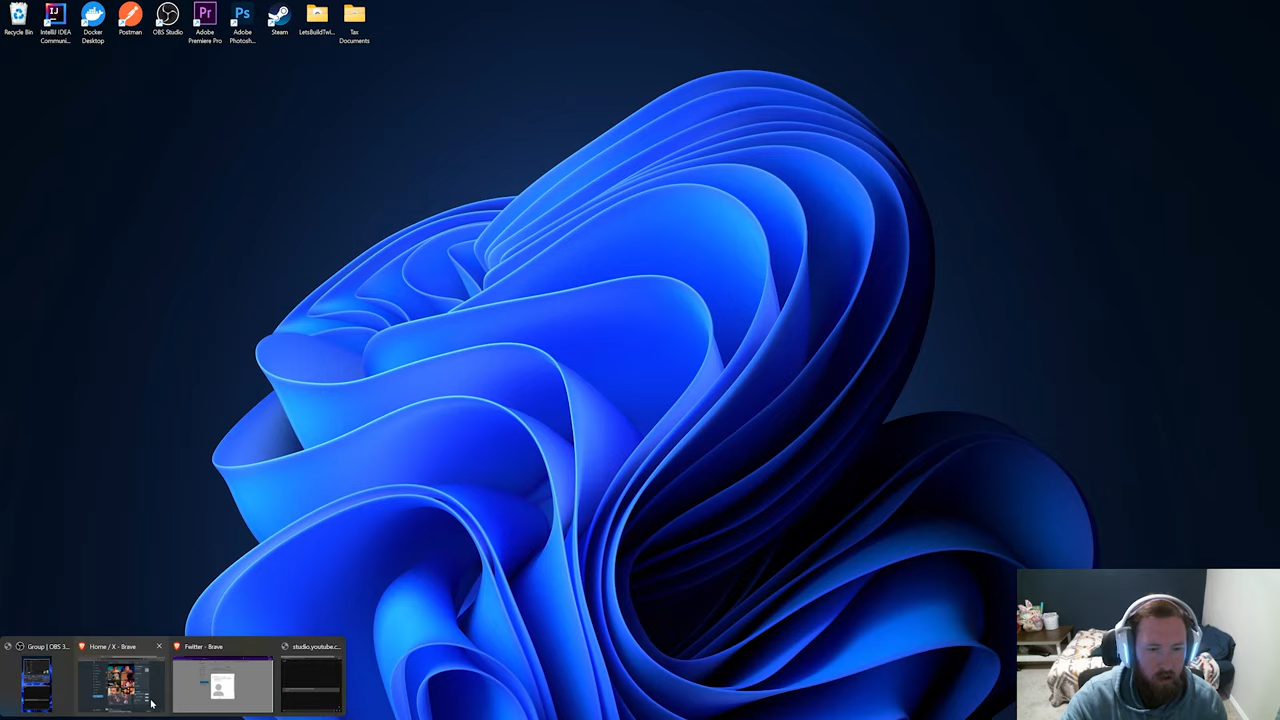 Recycle Bin
IntelliJ IDEA
Communi...
Docker
Desktop
Postman
OBS Studio
Adobe
Premiere Pro
Adobe
Photosh...
Steam
LetsBuildTwi...
Tax
Documents
Group | OBS 3...
Home / X - Brave
Fwitter - Brave
studio.youtube.c...